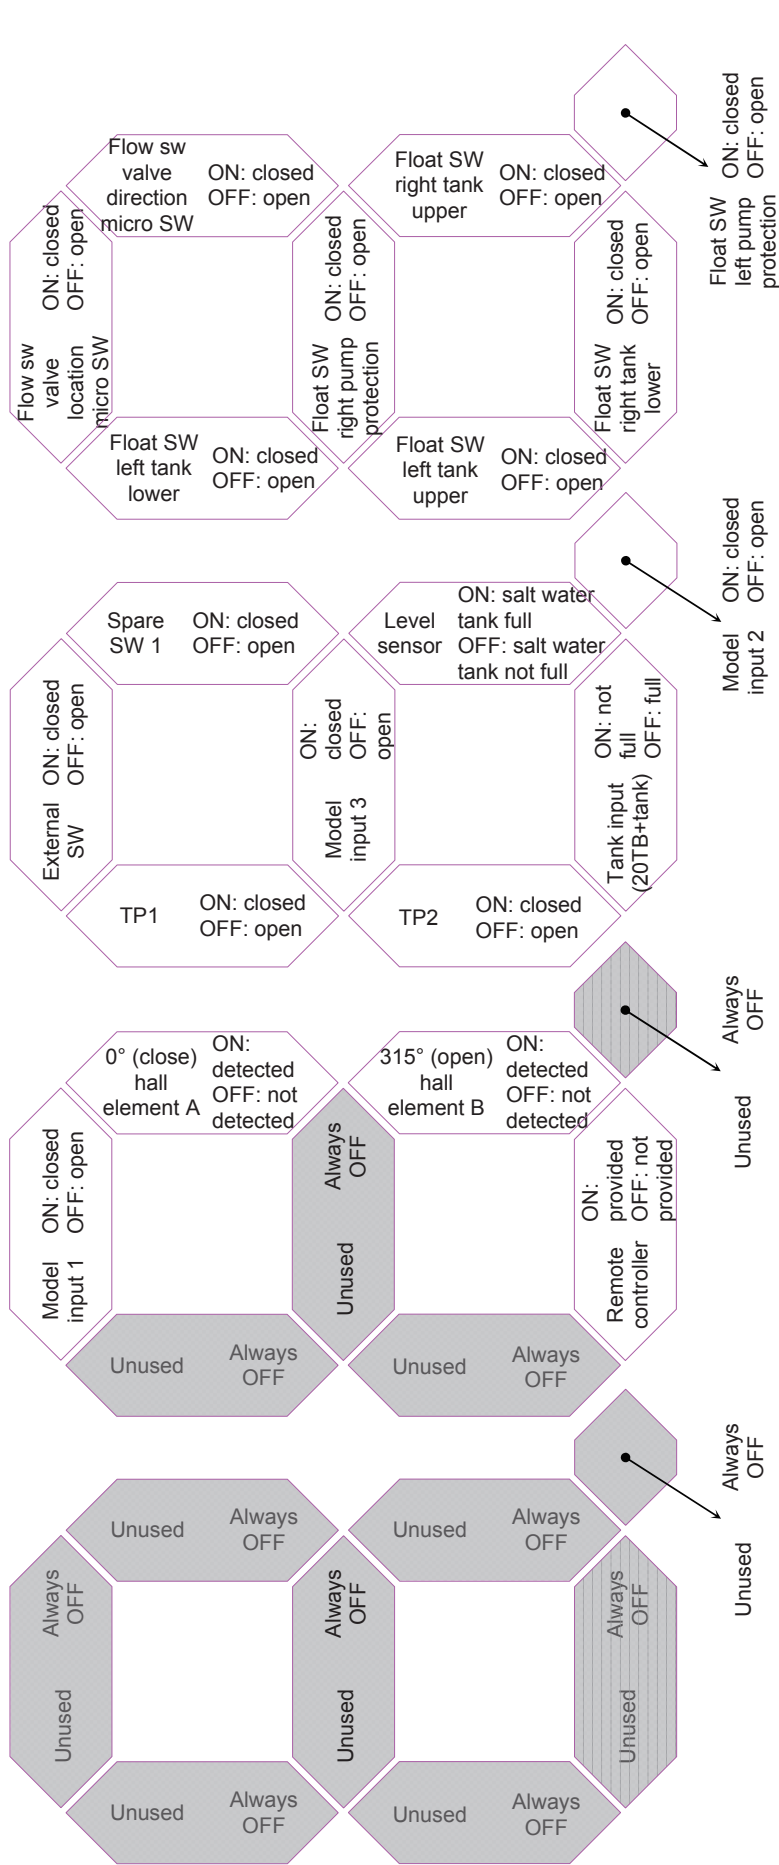 Flow sw
valve
direction
micro SW
ON: closed
OFF: open
Float SW
right tank
upper
ON: closed
OFF: open
Flow sw
valve
location
micro SW
ON: closed
OFF: open
Float SW
right pump
protection
ON: closed
OFF: open
Float SW
right tank
lower
ON: closed
OFF: open
Float SW
left pump
protection
ON: closed
OFF: open
Float SW
left tank
lower
ON: closed
OFF: open
Float SW
left tank
upper
ON: closed
OFF: open
Spare
SW 1
ON: closed
OFF: open
Level
sensor
ON: salt water
tank full
OFF: salt water
tank not full
External
SW
ON: closed
OFF: open
Model
input 3
ON:
closed
OFF:
open
Tank input
(20TB+tank)
ON: not
full
OFF: full
Model
input 2
ON: closed
OFF: open
TP1
ON: closed
OFF: open
TP2
ON: closed
OFF: open
0° (close)
hall
element A
ON:
detected
OFF: not
detected
315° (open)
hall
element B
ON:
detected
OFF: not
detected
Model
input 1
ON: closed
OFF: open
Unused
Always
OFF
Remote
controller
ON:
provided
OFF: not
provided
Unused
Always
OFF
Unused
Always
OFF
Unused
Always
OFF
Unused
Always
OFF
Unused
Always
OFF
Unused
Always
OFF
Unused
Always
OFF
Unused
Always
OFF
Unused
Always
OFF
Unused
Always
OFF
Unused
Always
OFF